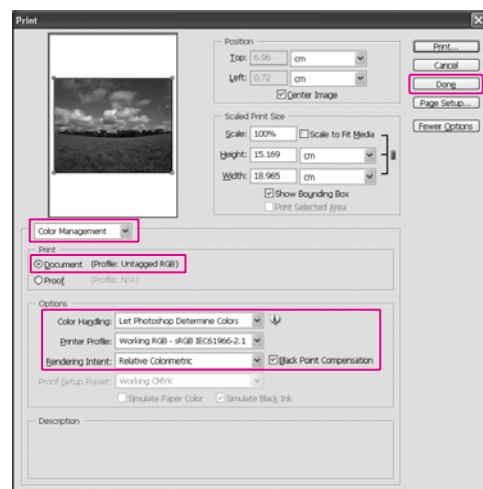 Print
Position
Top: 6.96 cm
Left: 0.72 cm
Center Image
Scaled Print Size
Scale: 100% Scale to Fit Media
Height: 15.169 cm
Width: 18.965 cm
Show Bounding Box
Print Selected Area
Print...
Cancel
Done
Page Setup...
Fewer Options
Color Management
Print
Document (Profile: Untagged RGB)
Proof (Profile: N/A)
Options
Color Handling: Let Photoshop Determine Colors
Printer Profile: Working RGB - sRGB IEC61966-2.1
Rendering Intent: Relative Colorimetric Black Point Compensation
Proof Setup Preset: Working CMYK
Simulate Paper Color Simulate Black Ink
Description